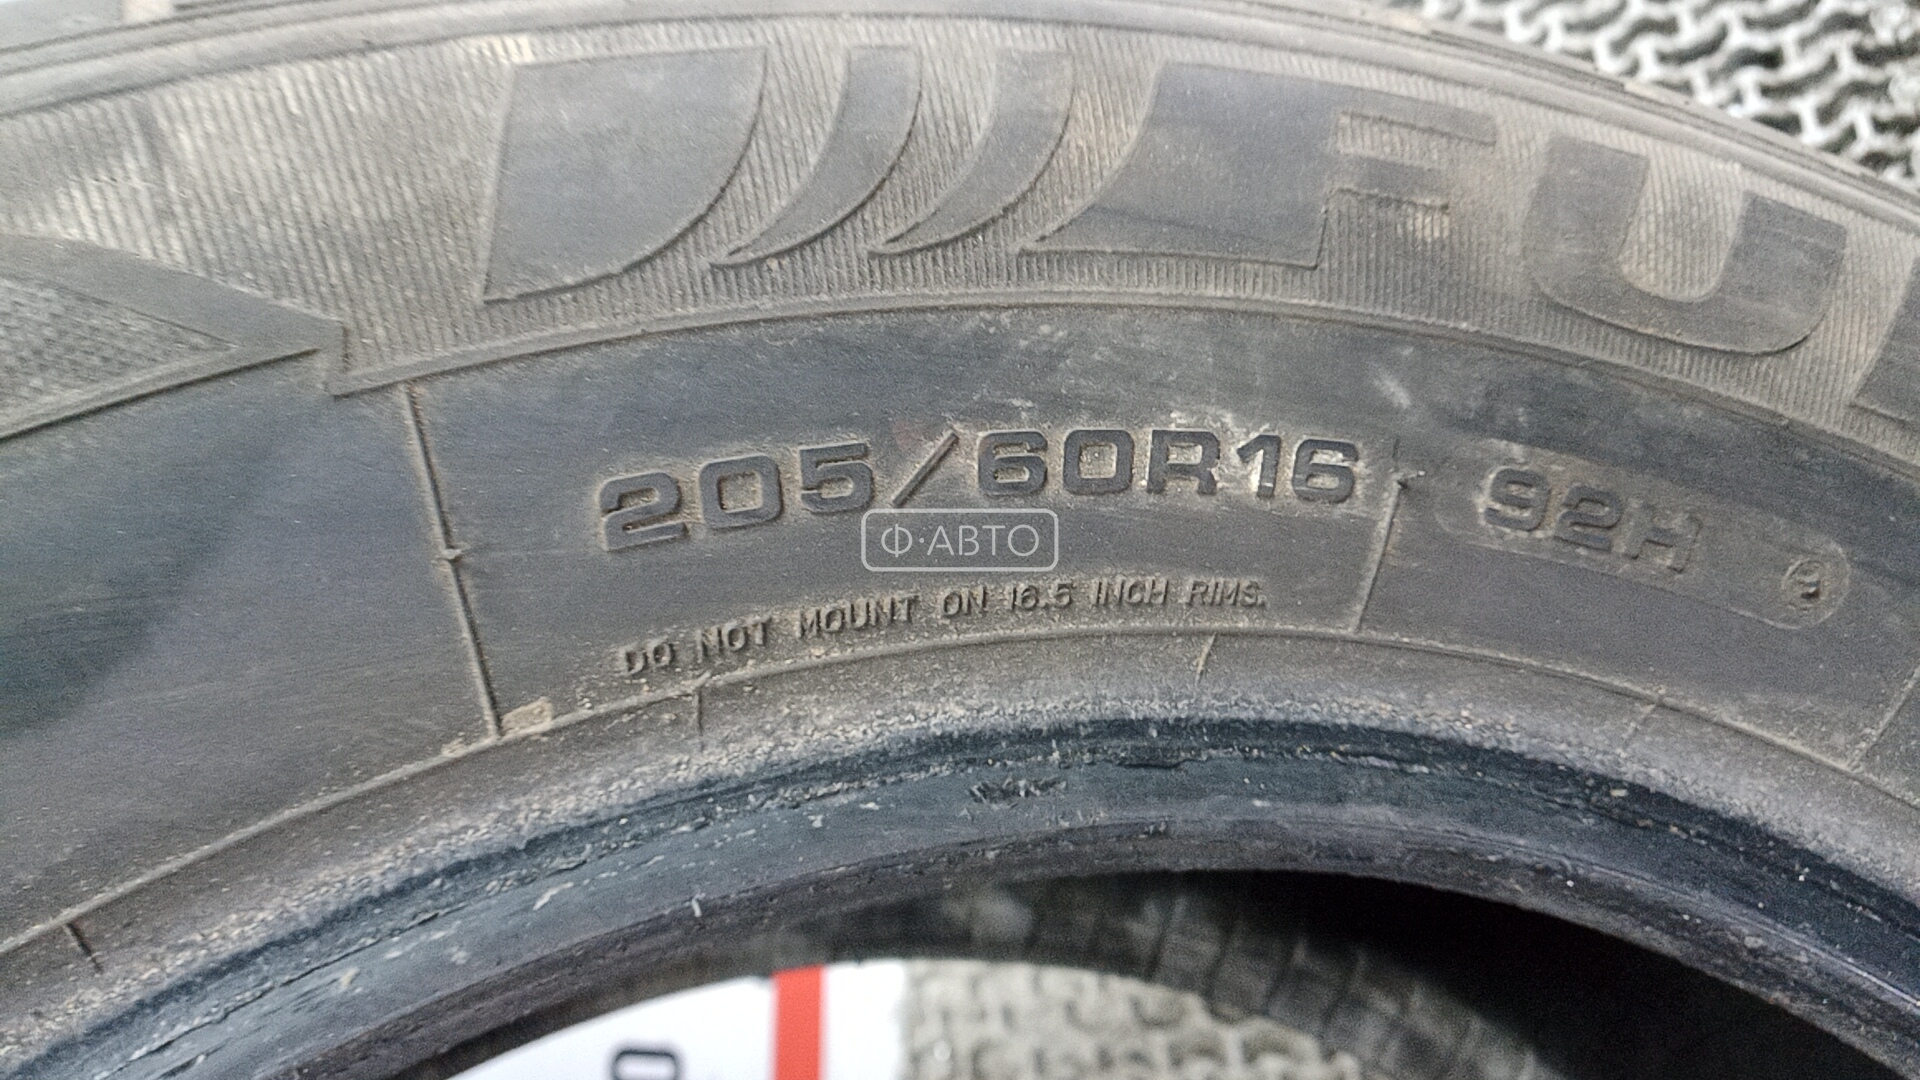 FU
205/60R16 92H
Ф·АВТО
DO NOT MOUNT ON 16.5 INCH RIMS.